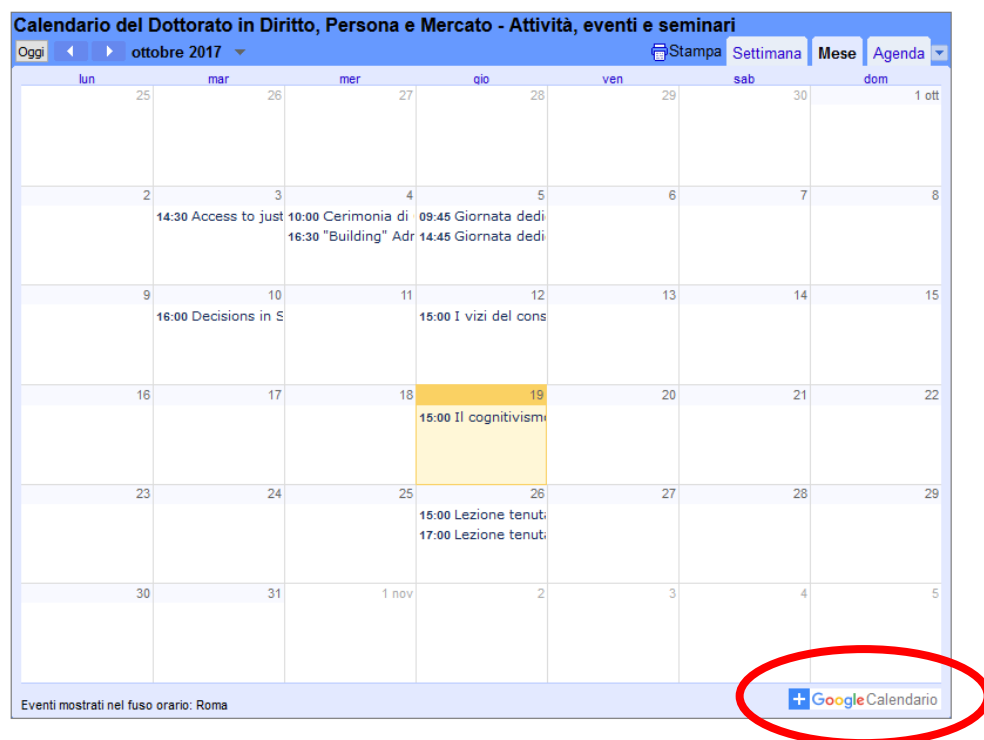 Calendario del Dottorato in Diritto, Persona e Mercato - Attività, eventi e seminari
Oggi ottobre 2017 Stampa Settimana Mese Agenda
lun mar mer gio ven sab dom
25 26 27 28 29 30 1 ott
2 3 4 5 6 7 8
14:30 Access to just 10:00 Cerimonia di 09:45 Giornata dedi
16:30 "Building" Adr 14:45 Giornata dedi
9 10 11 12 13 14 15
16:00 Decisions in S 15:00 I vizi del cons
16 17 18 19 20 21 22
15:00 Il cognitivism
23 24 25 26 27 28 29
15:00 Lezione tenut
17:00 Lezione tenut
30 31 1 nov 2 3 4 5
Eventi mostrati nel fuso orario: Roma
+ Google Calendario